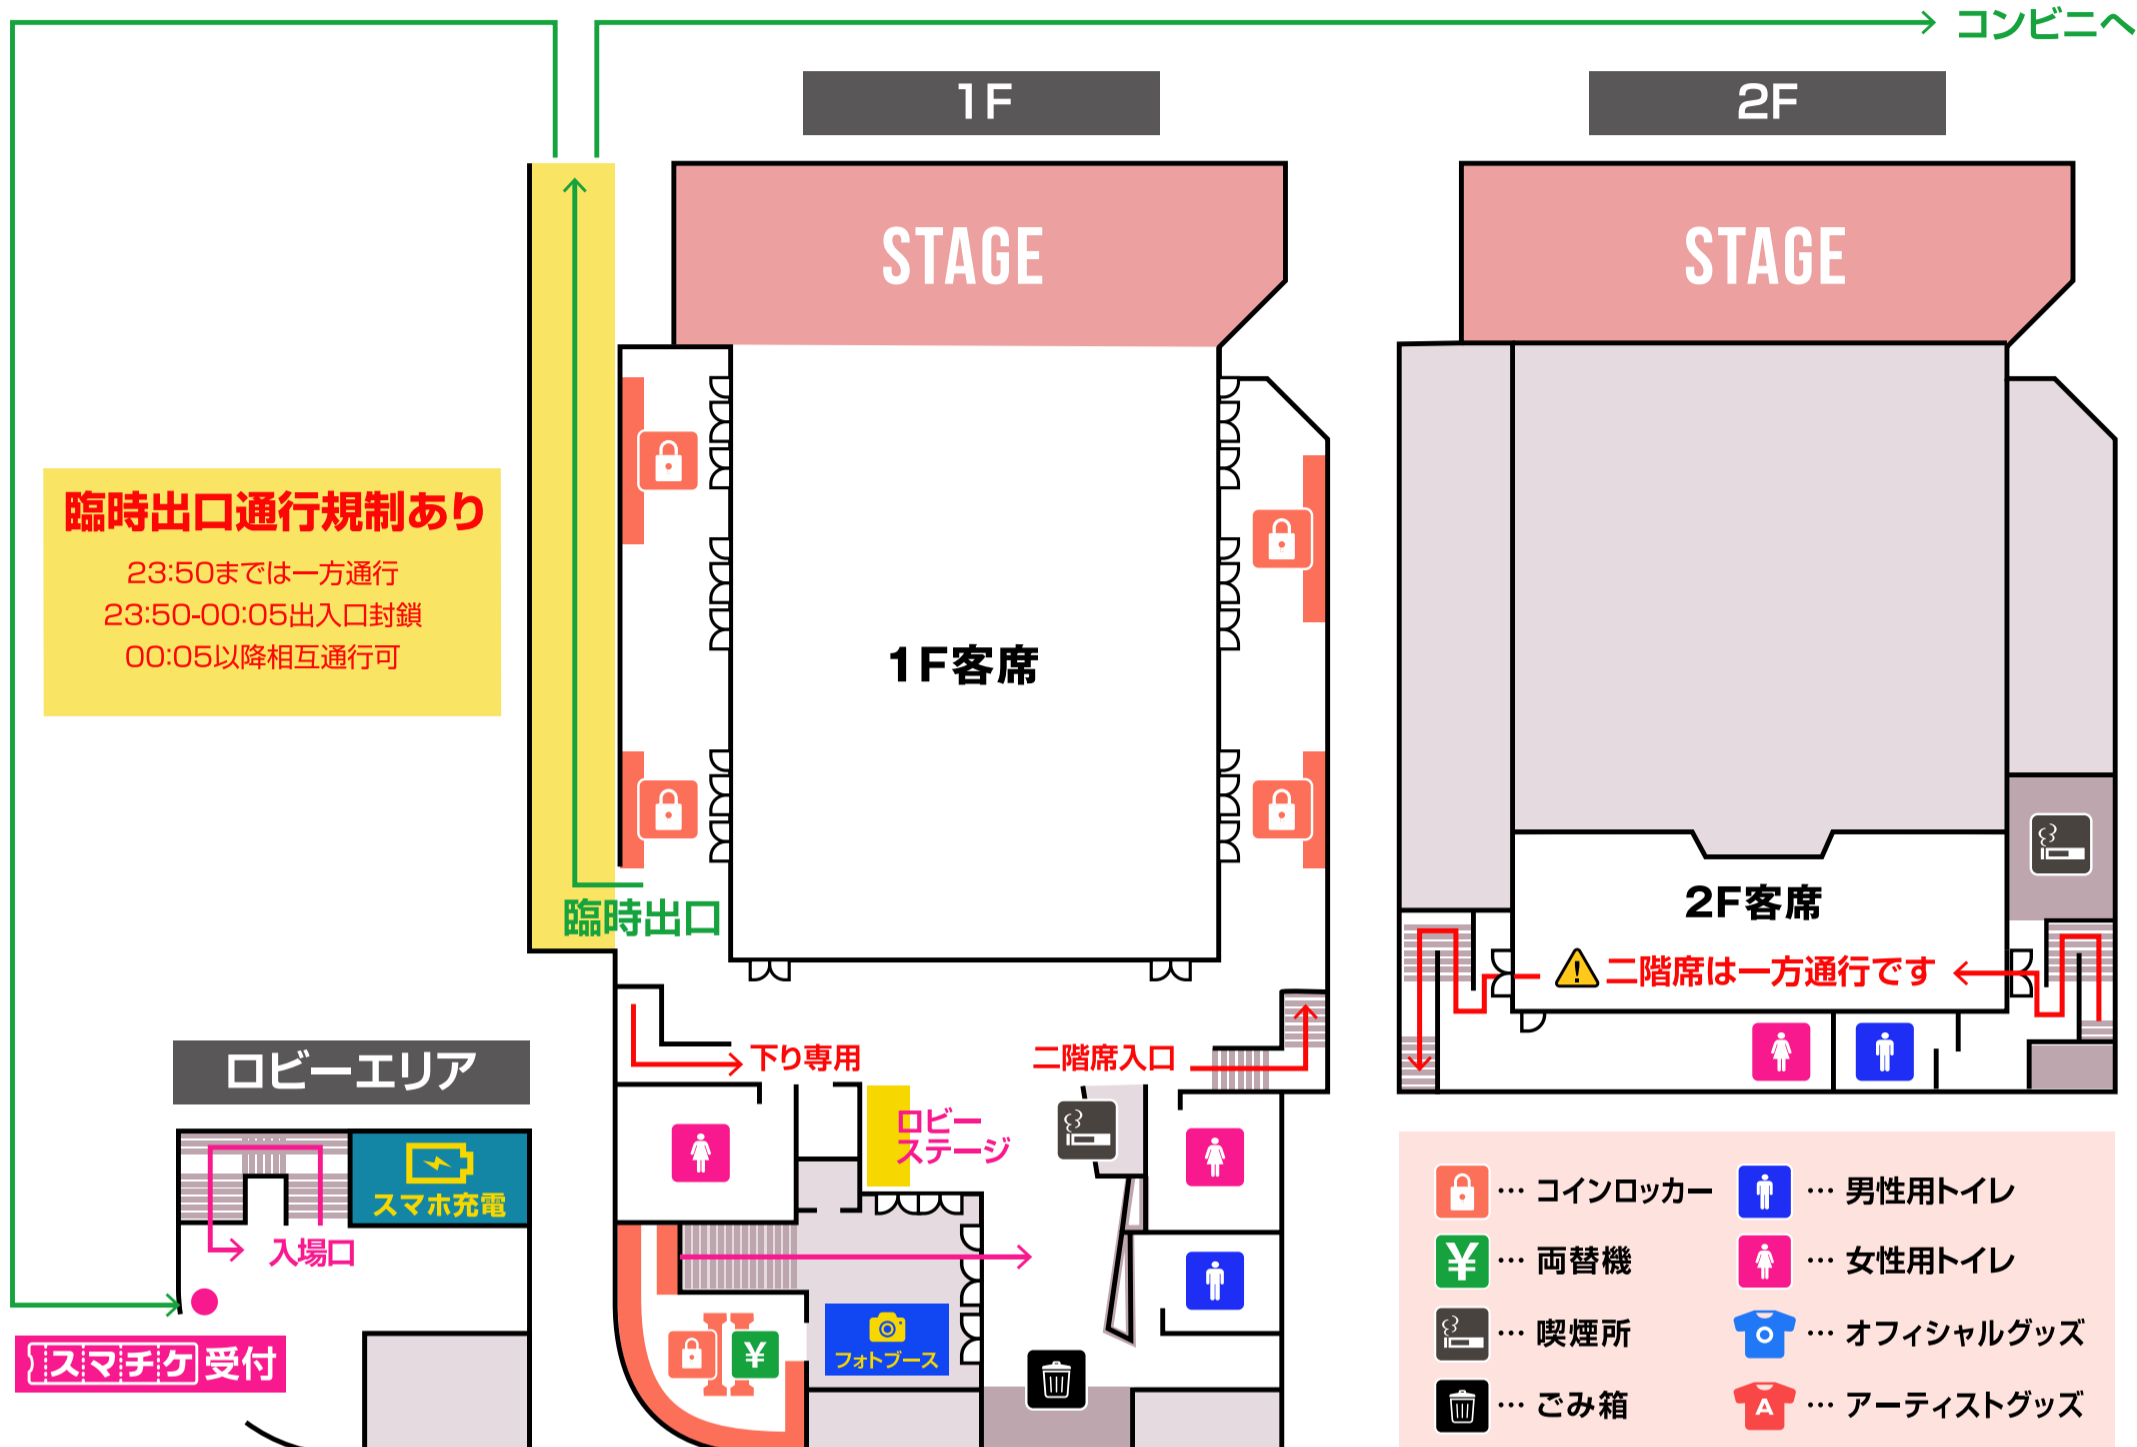 コンビニへ
1F
2F
STAGE
STAGE
臨時出口通行規制あり
23:50までは一方通行
23:50-00:05出入口封鎖
00:05以降相互通行可
1F客席
2F客席
臨時出口
二階席は一方通行です
下り専用
二階席入口
ロビーエリア
ロビー
ステージ
スマホ充電
入場口
スマチケ受付
¥
フォトブース
… コインロッカー
… 男性用トイレ
¥ … 両替機
… 女性用トイレ
… 喫煙所
O … オフィシャルグッズ
… ごみ箱
A … アーティストグッズ